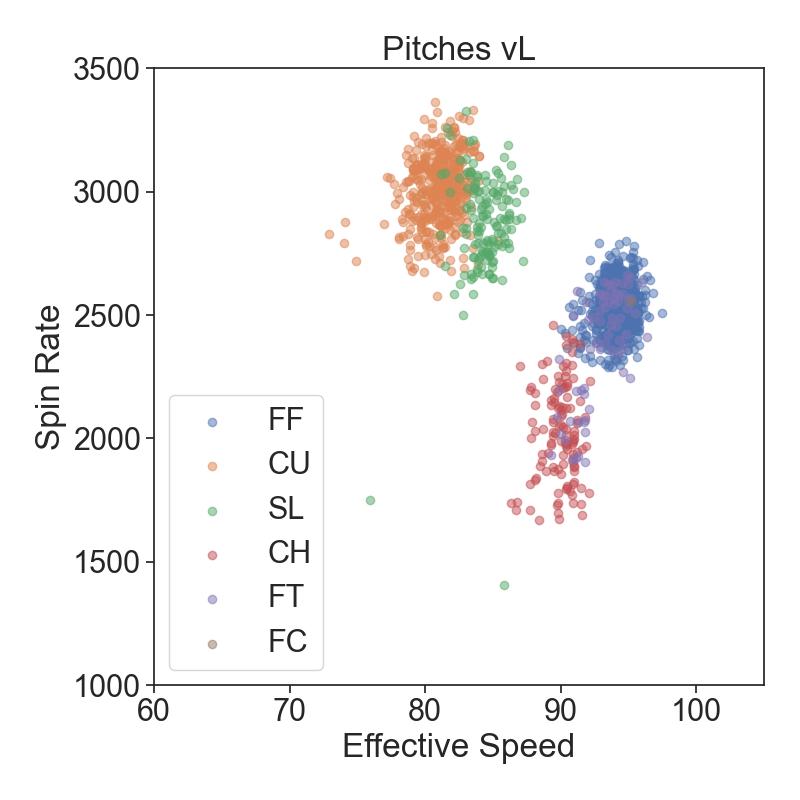 Pitches vL
3500
3000
2500
2000
1500
1000
Spin Rate
FF
CU
SL
CH
FT
FC
60
70
80
90
100
Effective Speed